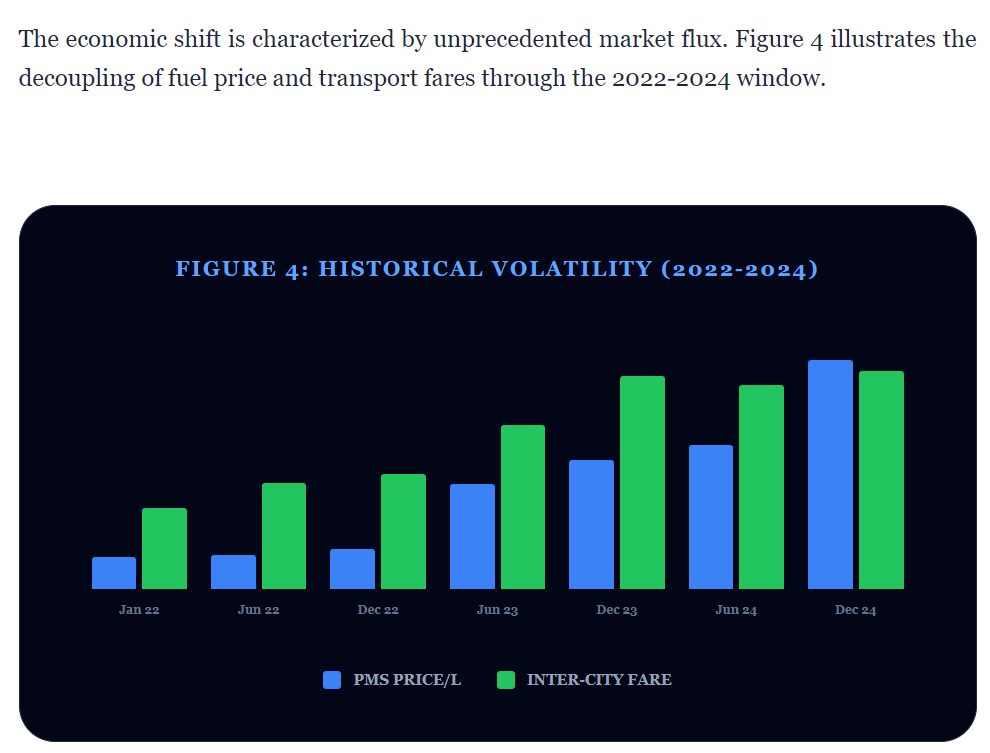 The economic shift is characterized by unprecedented market flux. Figure 4 illustrates the
decoupling of fuel price and transport fares through the 2022-2024 window.
FIGURE 4: HISTORICAL VOLATILITY (2022-2024)
Jan 22
Jun 22
Dec 22
Jun 23
Dec 23
Jun 24
Dec 24
PMS PRICE/L
INTER-CITY FARE